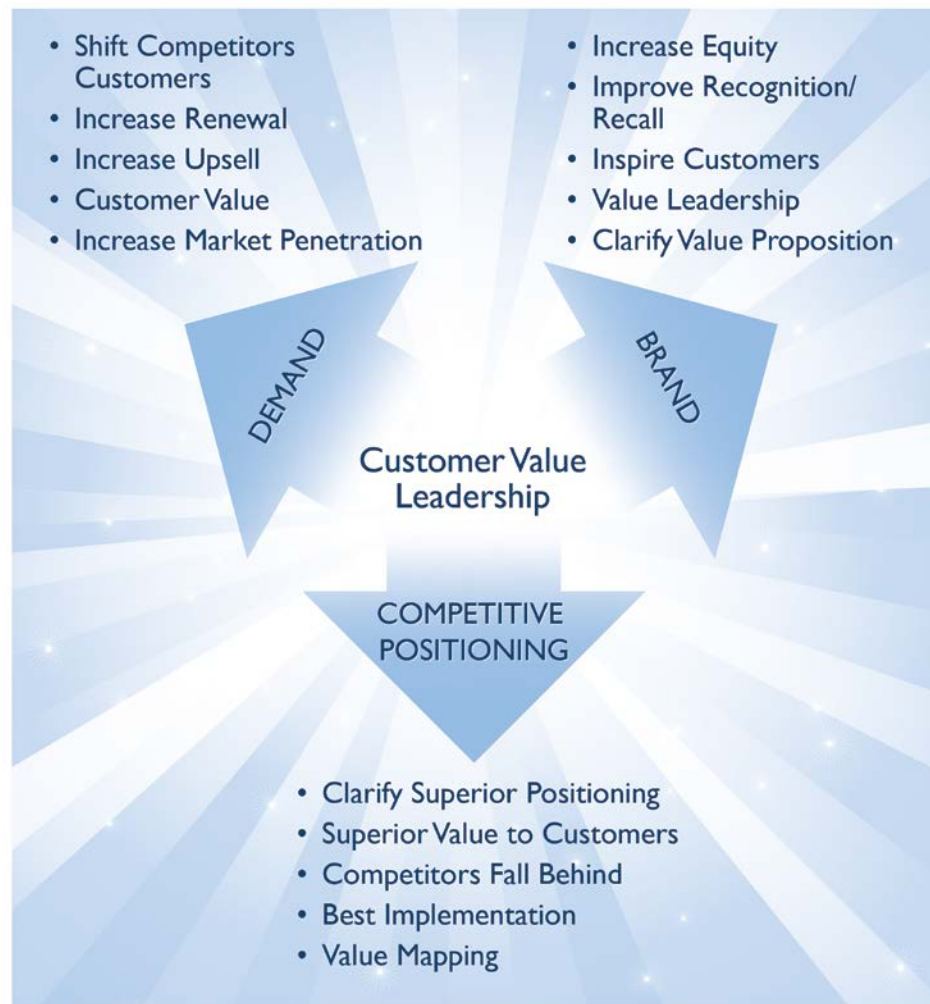 • Shift Competitors
Customers
• Increase Renewal
• Increase Upsell
• Customer Value
• Increase Market Penetration
• Increase Equity
• Improve Recognition/
Recall
• Inspire Customers
• Value Leadership
• Clarify Value Proposition
DEMAND
BRAND
Customer Value
Leadership
COMPETITIVE
POSITIONING
• Clarify Superior Positioning
• Superior Value to Customers
• Competitors Fall Behind
• Best Implementation
• Value Mapping